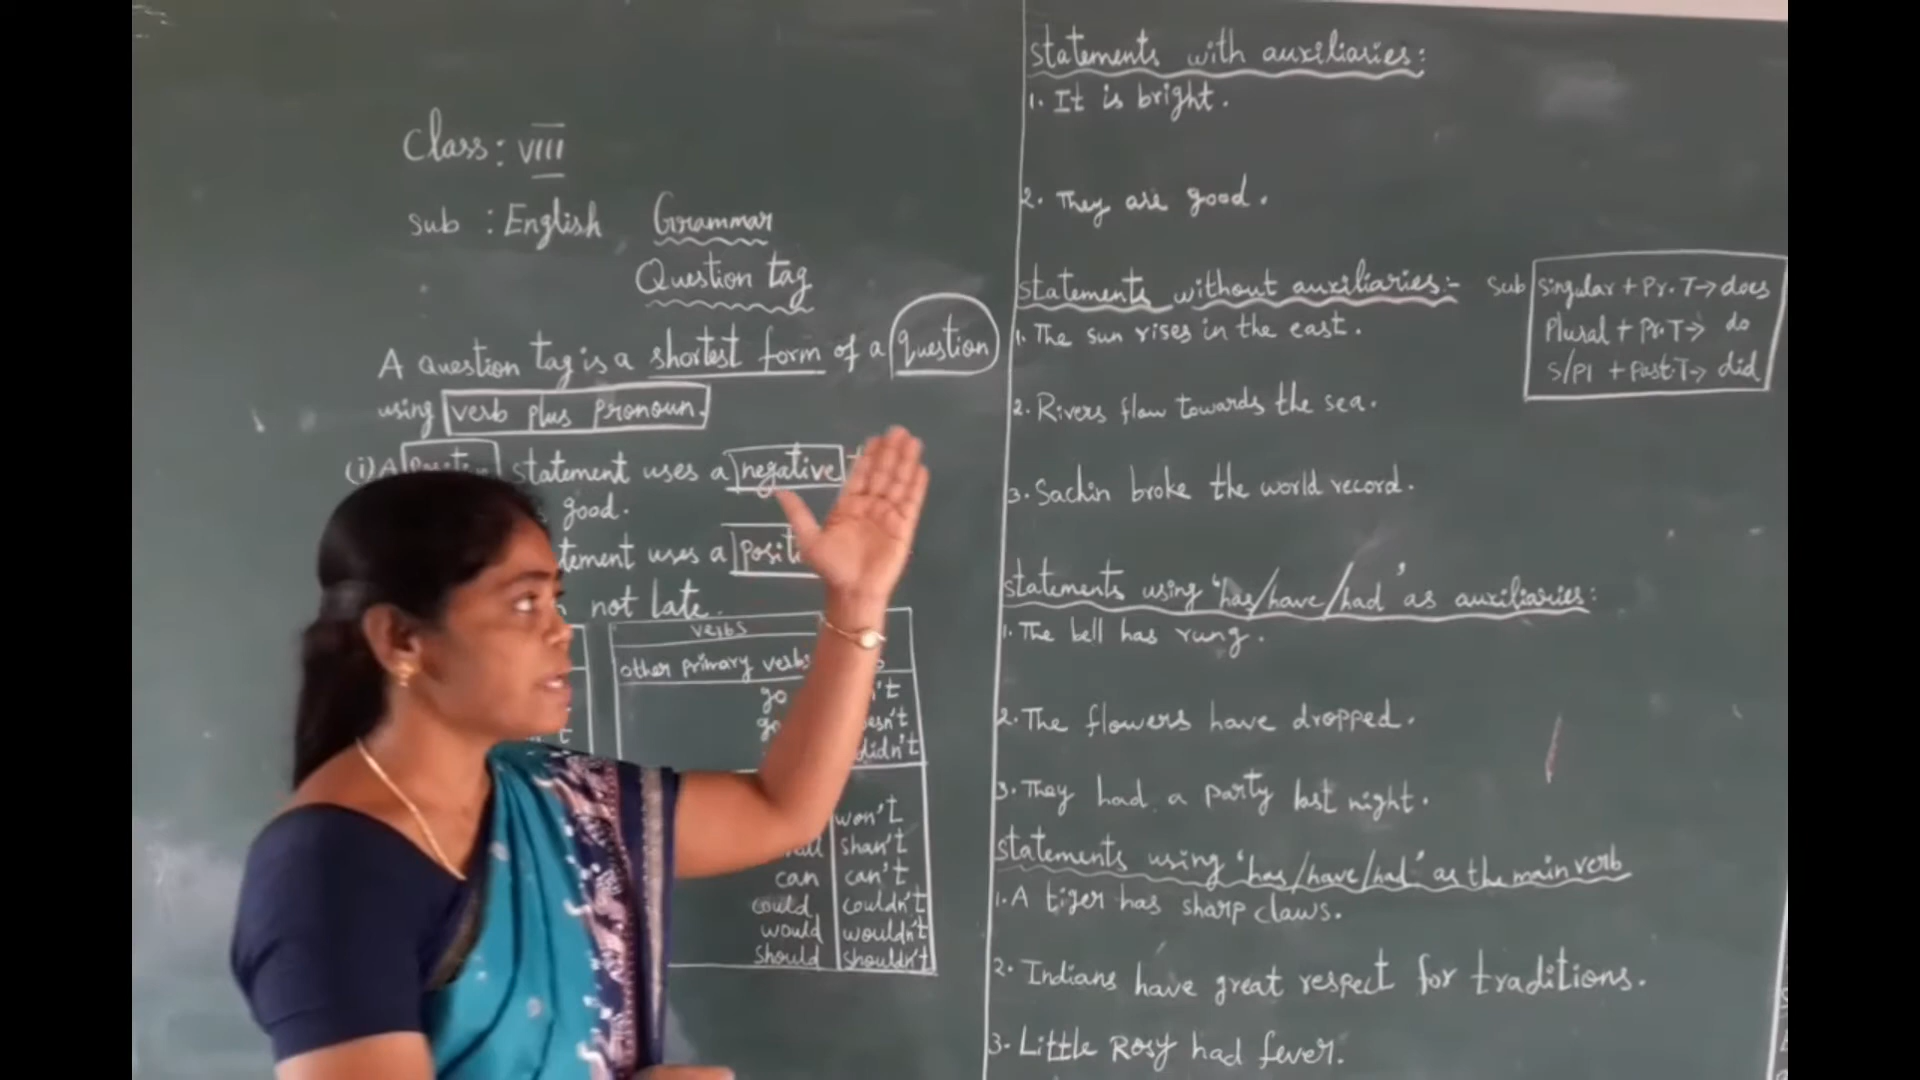 Class: VIII
Sub : English Grammar
Question tag
A question tag is a shortest form of a question
using verb plus pronoun.
(i) A statement uses a negative
good.
uses a
not late.
verbs
other primary verbs
go
didn't
won't
shan't
can can't
could couldn't
would wouldn't
should shouldn't
statements with auxiliaries:
1. It is bright.
2. They are good.
statements without auxiliaries:-
1. The sun rises in the east.
2. Rivers flow towards the sea.
3. Sachin broke the world record.
Sub Singular + Pr.T→ does
Plural + Pr.T→ do
S/Pl + Past.T→ did
statements using 'has/have/had' as auxiliaries:
1. The bell has rung.
2. The flowers have dropped.
3. They had a party last night.
statements using 'has/have/had' as the main verb
1. A tiger has sharp claws.
2. Indians have great respect for traditions.
3. Little Rosy had fever.